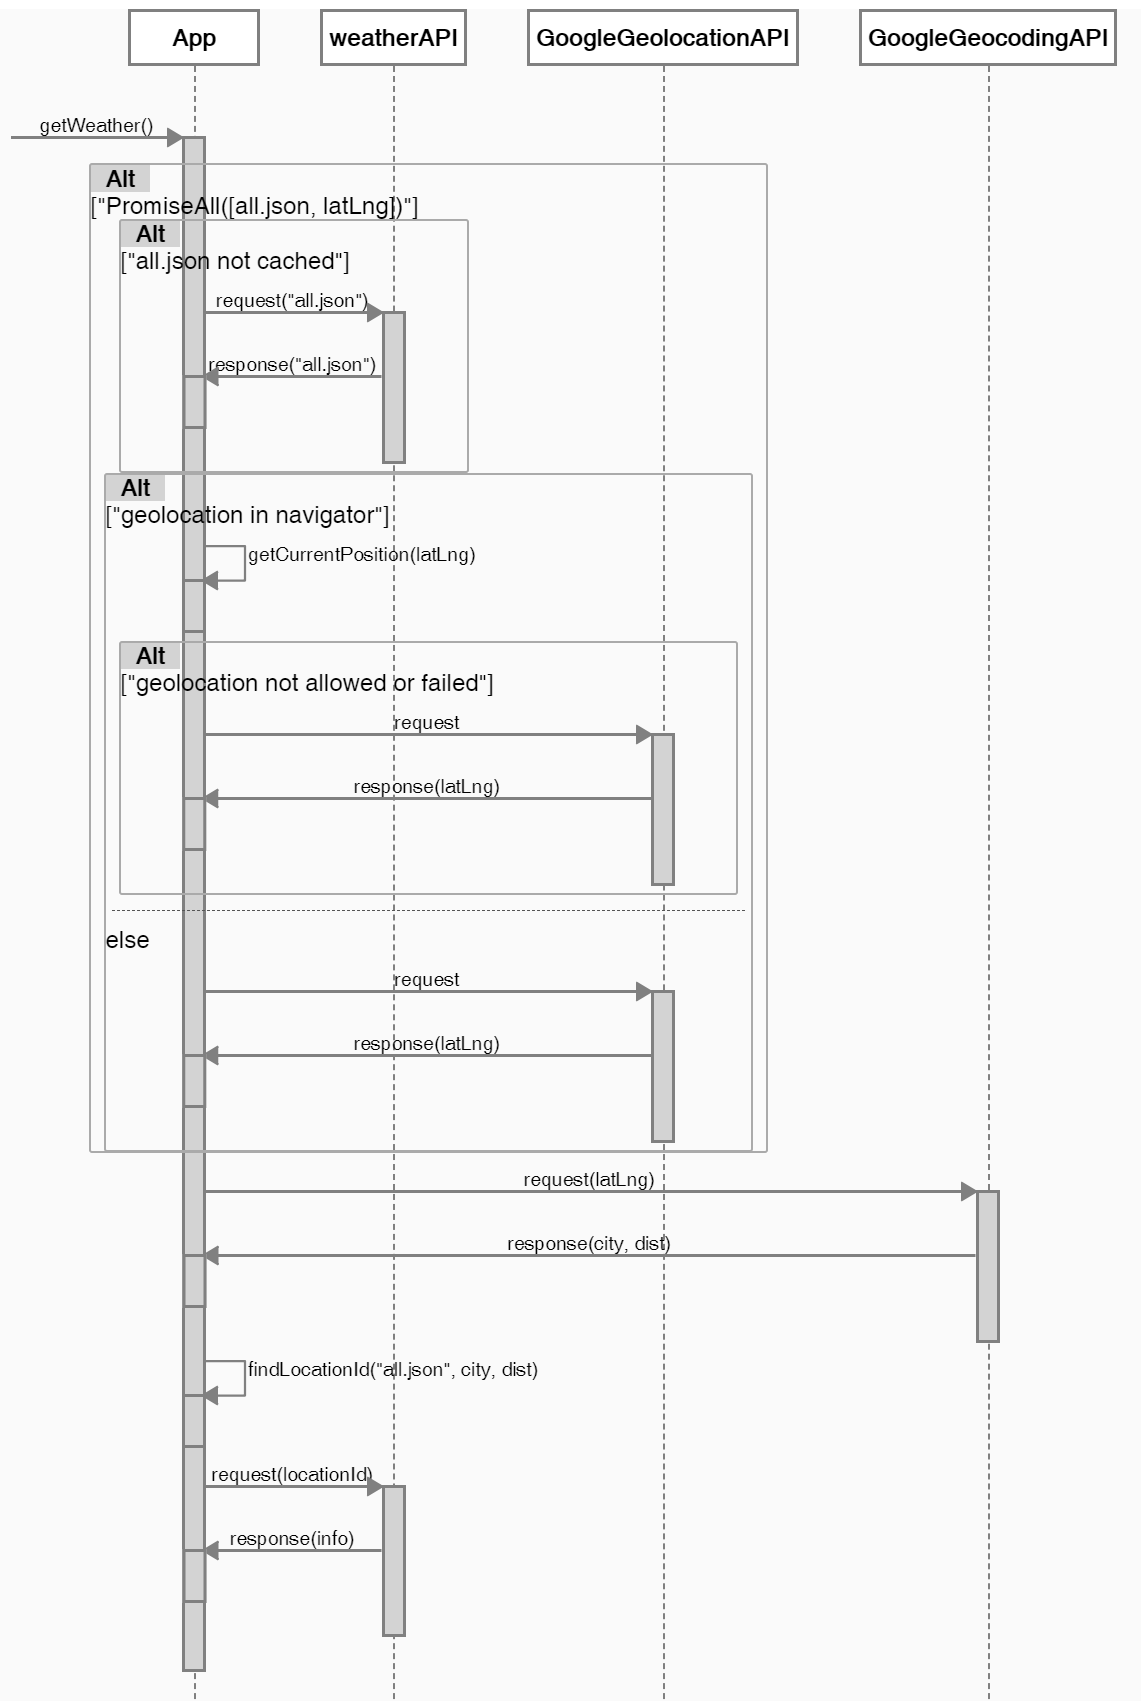 App
weatherAPI
GoogleGeolocationAPI
GoogleGeocodingAPI
getWeather()
Alt
["PromiseAll([all.json, latLng])"]
Alt
["all.json not cached"]
request("all.json")
response("all.json")
Alt
["geolocation in navigator"]
getCurrentPosition(latLng)
Alt
["geolocation not allowed or failed"]
request
response(latLng)
else
request
response(latLng)
request(latLng)
response(city, dist)
findLocationId("all.json", city, dist)
request(locationId)
response(info)